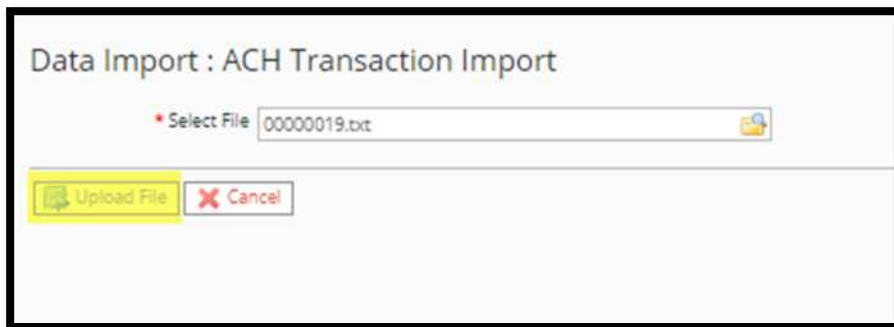 Data Import : ACH Transaction Import
* Select File 00000019.txt
Upload File Cancel